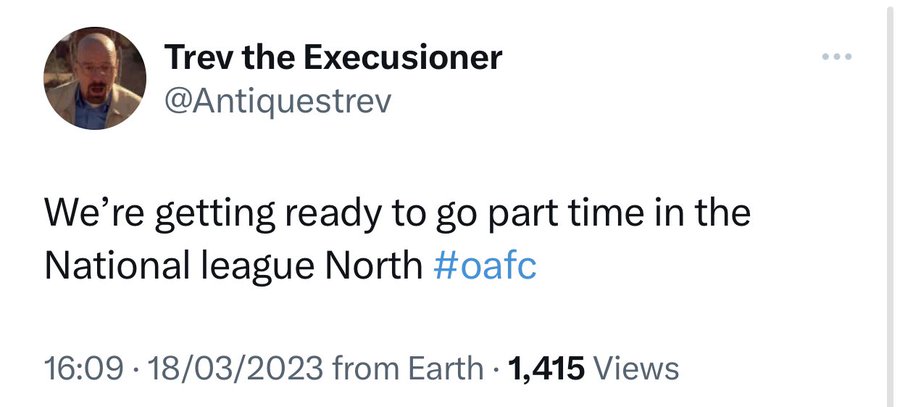 Trev the Execusioner
@Antiquestrev
We’re getting ready to go part time in the
National league North #oafc
16:09 · 18/03/2023 from Earth · 1,415 Views